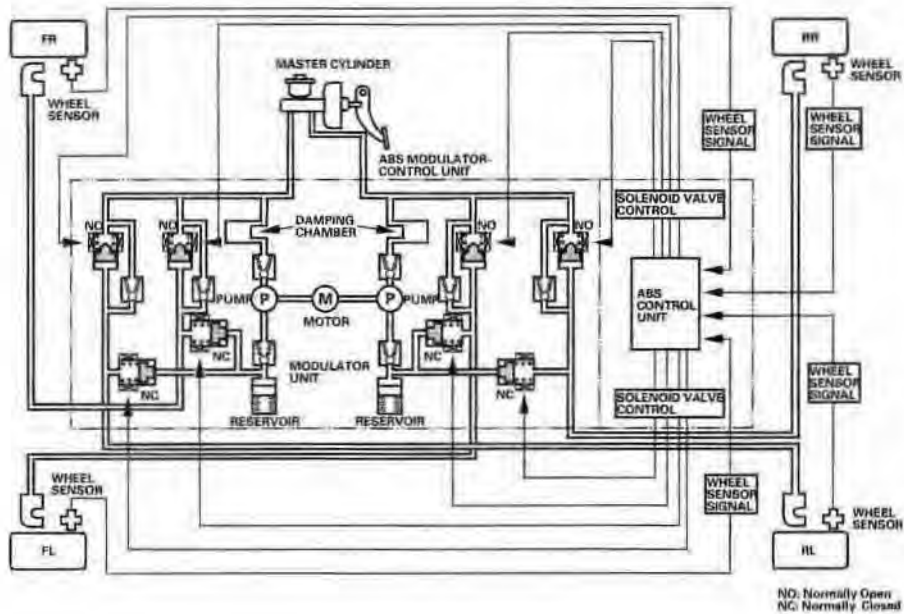 FR
RR
MASTER CYLINDER
WHEEL
SENSOR
WHEEL
SENSOR
WHEEL
SENSOR
SIGNAL
WHEEL
SENSOR
SIGNAL
ABS MODULATOR-
CONTROL UNIT
SOLENOID VALVE
CONTROL
NO
NO
DAMPING
CHAMBER
NO
NO
PUMP
P
M
P
PUMP
MOTOR
ABS
CONTROL
UNIT
NC
NC
MODULATOR
UNIT
NC
NC
RESERVOIR
RESERVOIR
SOLENOID VALVE
CONTROL
WHEEL
SENSOR
SIGNAL
WHEEL
SENSOR
WHEEL
SENSOR
SIGNAL
WHEEL
SENSOR
FL
RL
NO: Normally Open
NC: Normally Closed